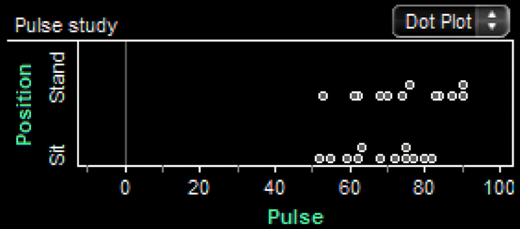 Pulse study
Dot Plot
Position
Stand
Sit
0 20 40 60 80 100
Pulse